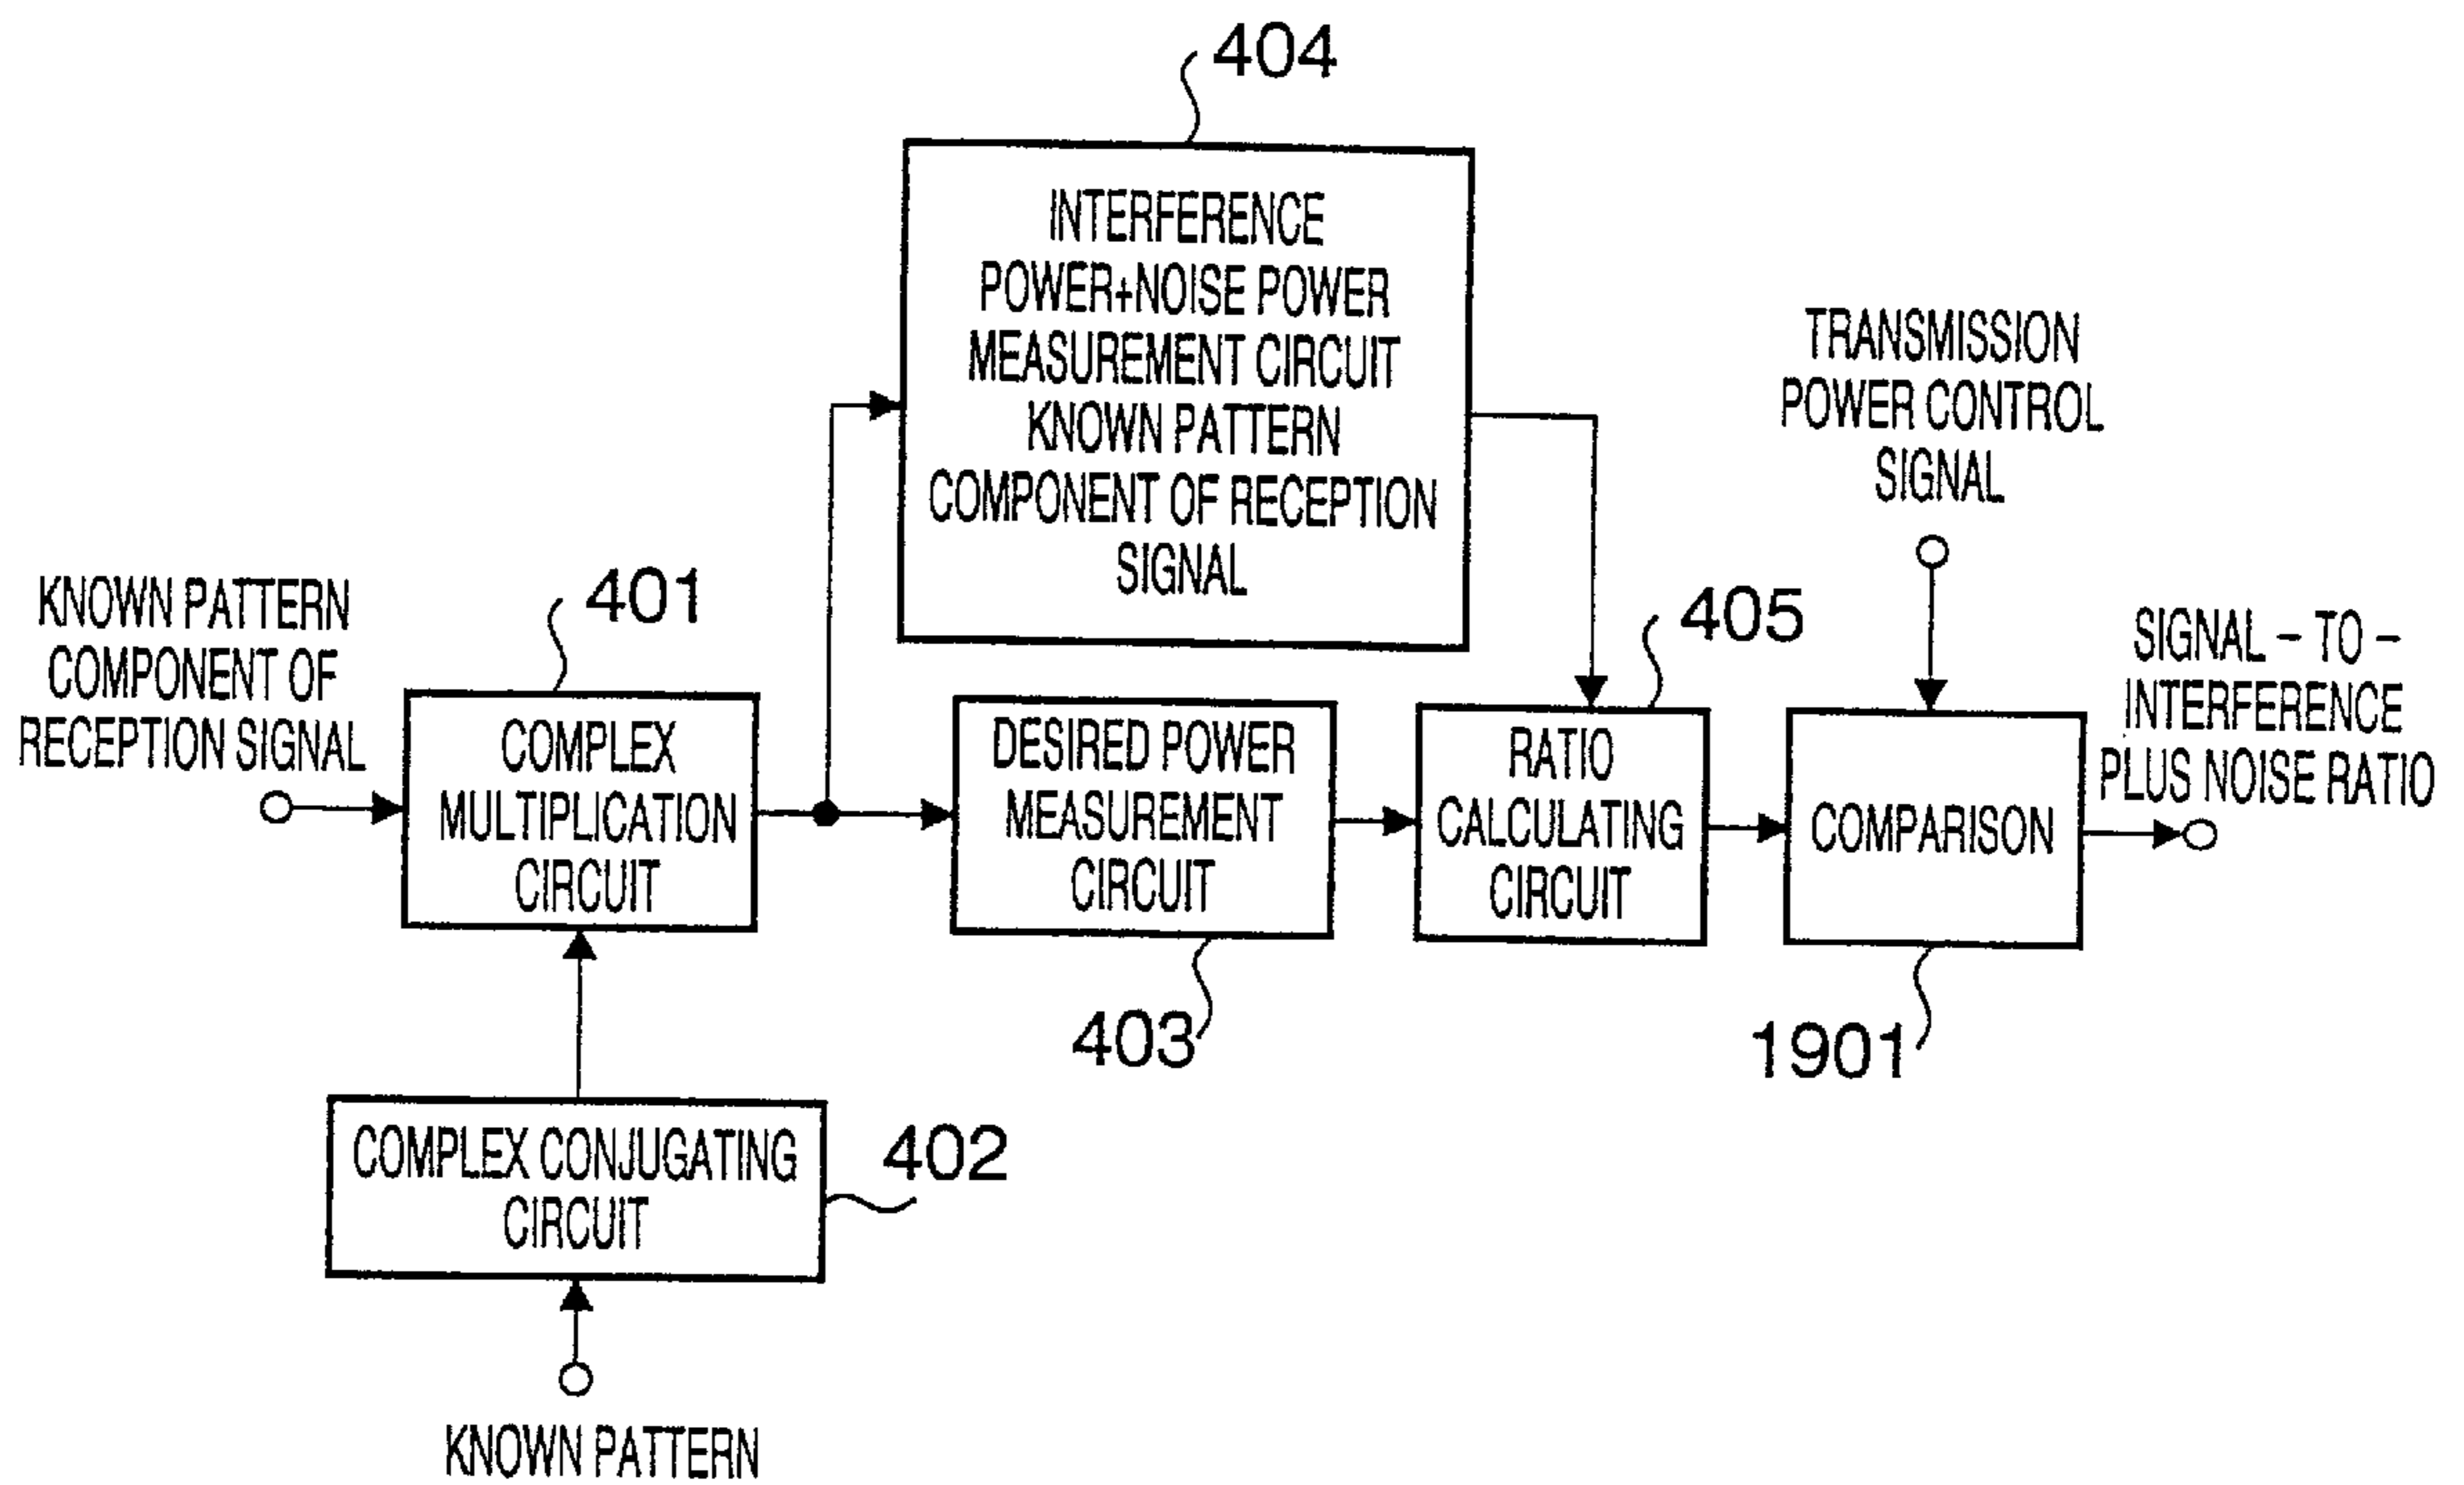 404
INTERFERENCE
POWER+NOISE POWER
MEASUREMENT CIRCUIT
KNOWN PATTERN
COMPONENT OF RECEPTION
SIGNAL
TRANSMISSION
POWER CONTROL
SIGNAL
KNOWN PATTERN
COMPONENT OF
RECEPTION SIGNAL
401
COMPLEX
MULTIPLICATION
CIRCUIT
DESIRED POWER
MEASUREMENT
CIRCUIT
403
405
RATIO
CALCULATING
CIRCUIT
COMPARISON
1901
SIGNAL – TO –
INTERFERENCE
PLUS NOISE RATIO
COMPLEX CONJUGATING
CIRCUIT
402
KNOWN PATTERN